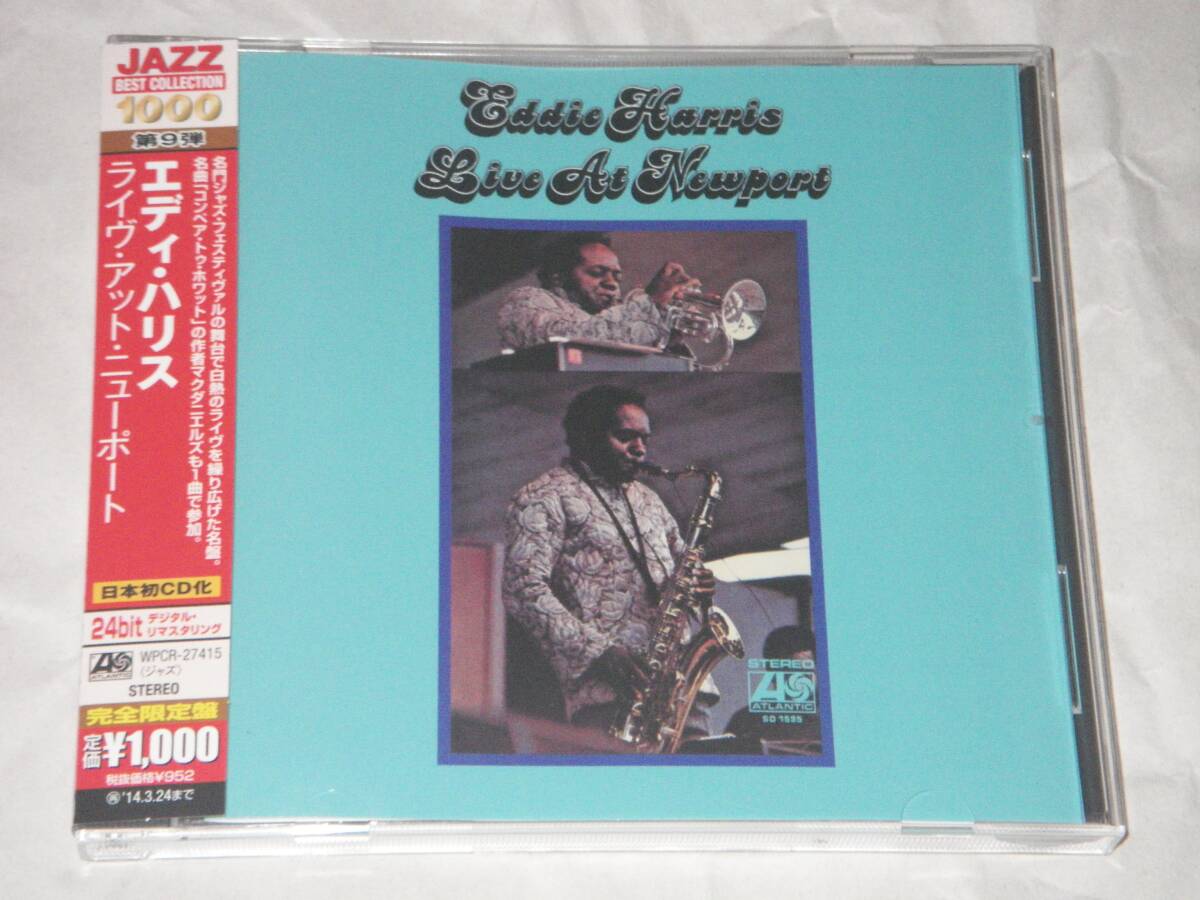 JAZZ
BEST COLLECTION
1000
第9弾
名門ジャズ・フェスティヴァルの舞台で白熱のライヴを繰り広げた名盤。
名曲「コンペア・トゥ・ホワット」の作者マクダニエルズも1曲で参加。
エディ・ハリス
ライヴ・アット・ニューポート
日本初CD化
24bit デジタル・
リマスタリング
ATLANTIC
WPCR-27415
〈ジャズ〉
STEREO
完全限定盤
定価¥1,000
税抜価格¥952
再'14.3.24まで
Eddie Harris
Live At Newport
STEREO
ATLANTIC
SD 1595